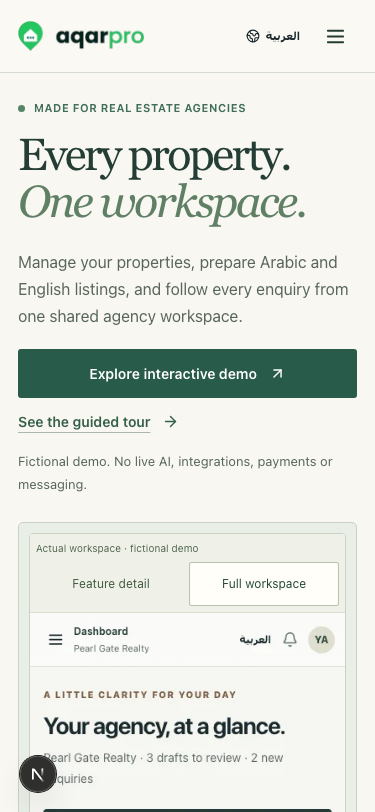 aqarpro
العربية
MADE FOR REAL ESTATE AGENCIES
Every property.
One workspace.
Manage your properties, prepare Arabic and
English listings, and follow every enquiry from
one shared agency workspace.
Explore interactive demo
See the guided tour
Fictional demo. No live AI, integrations, payments or
messaging.
Actual workspace · fictional demo
Feature detail
Full workspace
Dashboard
Pearl Gate Realty
العربية
YA
A LITTLE CLARITY FOR YOUR DAY
Your agency, at a glance.
Pearl Gate Realty · 3 drafts to review · 2 new
N